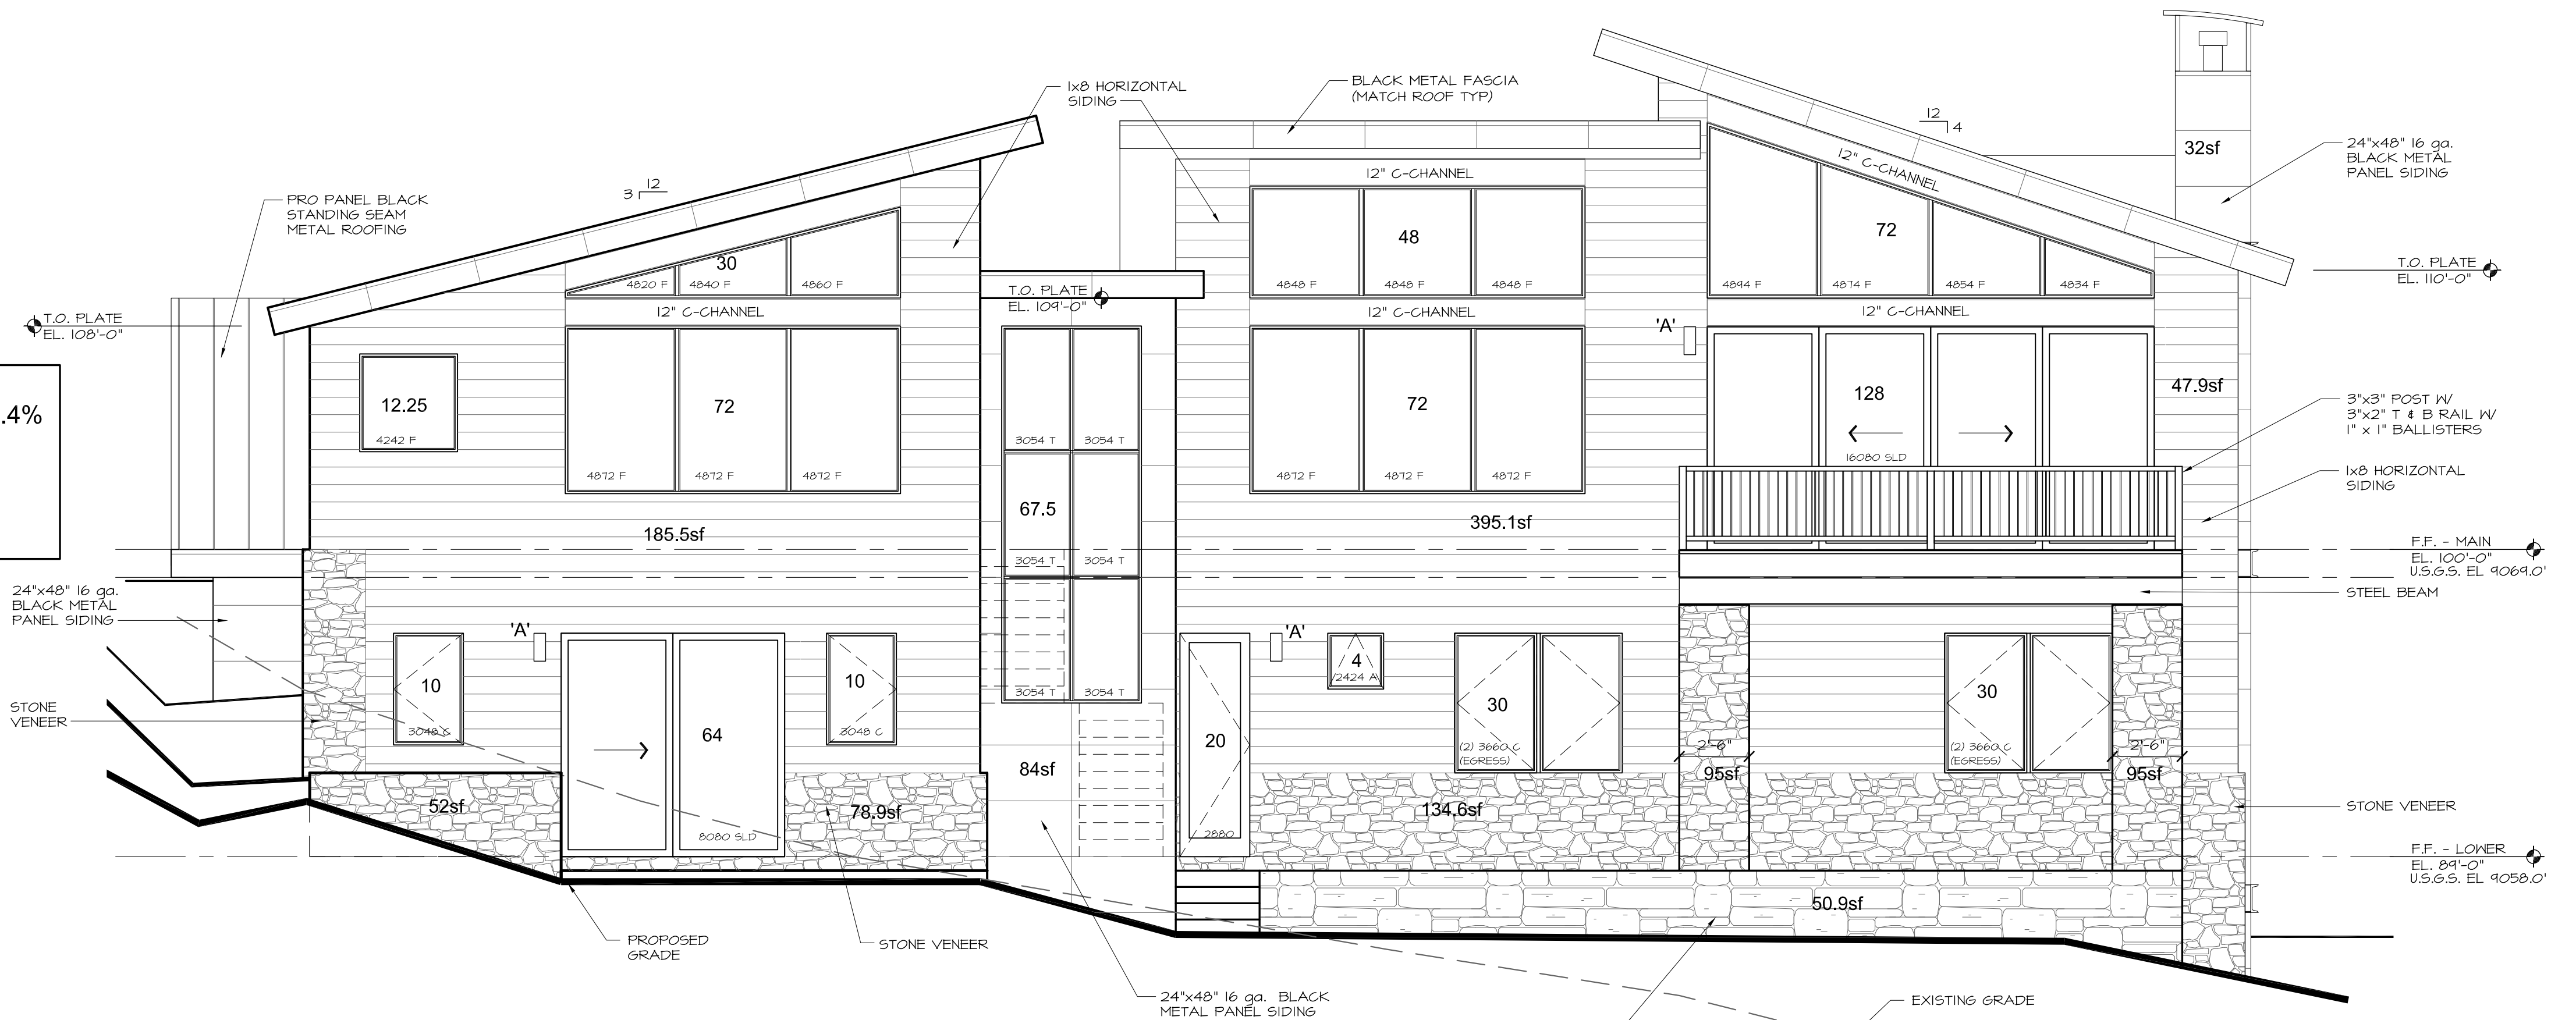 1x8 HORIZONTAL
SIDING
BLACK METAL FASCIA
(MATCH ROOF TYP)
12
4
32sf
24"x48" 16 ga.
BLACK METAL
PANEL SIDING
12" C-CHANNEL
12" C-CHANNEL
12
3
PRO PANEL BLACK
STANDING SEAM
METAL ROOFING
30
48
72
T.O. PLATE
EL. 110'-0"
4820 F
4840 F
4860 F
T.O. PLATE
EL. 109'-0"
4848 F
4848 F
4848 F
4894 F
4874 F
4854 F
4834 F
T.O. PLATE
EL. 108'-0"
12" C-CHANNEL
12" C-CHANNEL
12" C-CHANNEL
'A'
.4%
12.25
4242 F
72
72
128
47.9sf
3"x3" POST W/
3"x2" T & B RAIL W/
1" x 1" BALLISTERS
3054 T
3054 T
16080 SLD
4872 F
4872 F
4872 F
4872 F
4872 F
4872 F
1x8 HORIZONTAL
SIDING
67.5
185.5sf
395.1sf
F.F. - MAIN
EL. 100'-0"
U.S.G.S. EL 9069.0'
3054 T
3054 T
24"x48" 16 ga.
BLACK METAL
PANEL SIDING
STEEL BEAM
'A'
'A'
10
10
4
2424 A
3054 T
3054 T
30
30
STONE
VENEER
3048 C
3048 C
64
20
(2) 3660 C
(EGRESS)
(2) 3660 C
(EGRESS)
2'-6"
2'-6"
84sf
95sf
95sf
52sf
78.9sf
134.6sf
STONE VENEER
8080 SLD
2880
F.F. - LOWER
EL. 89'-0"
U.S.G.S. EL 9058.0'
50.9sf
PROPOSED
GRADE
STONE VENEER
24"x48" 16 ga. BLACK
METAL PANEL SIDING
EXISTING GRADE